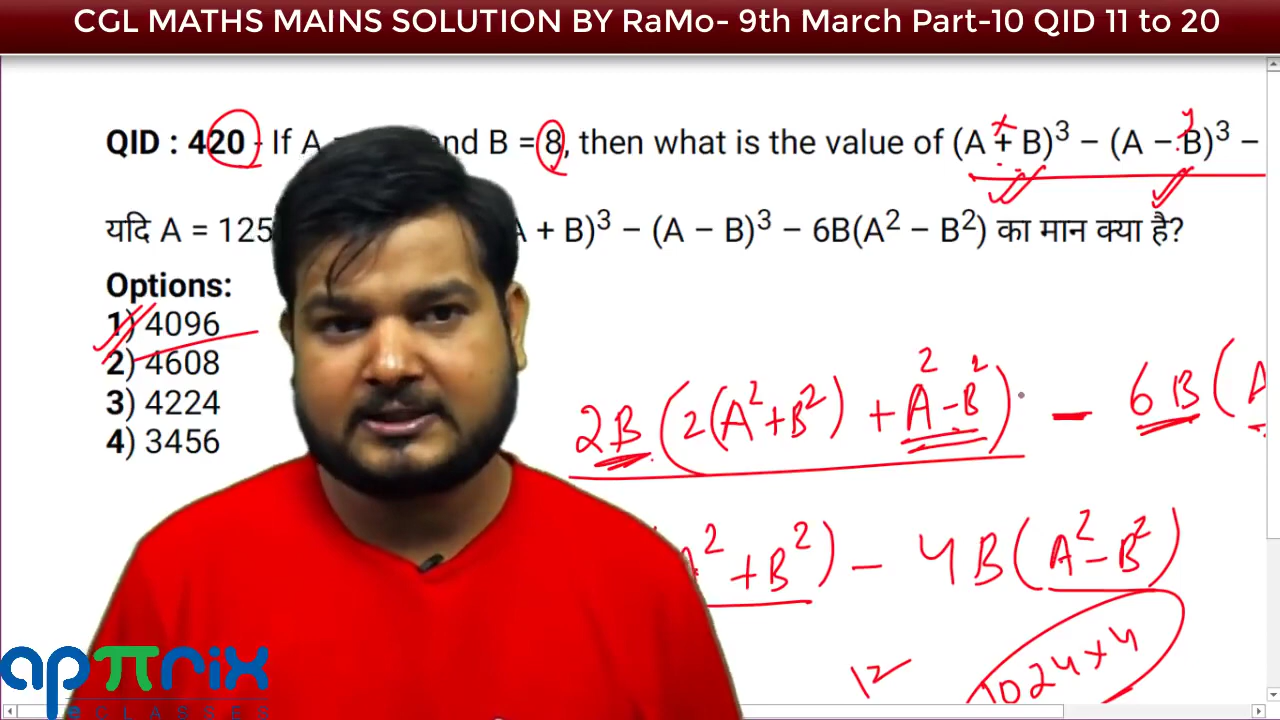 CGL MATHS MAINS SOLUTION BY RaMo- 9th March Part-10 QID 11 to 20
QID : 420 - If A nd B = 8, then what is the value of (A + B)³ − (A − B)³ −
x y
यदि A = 125 A + B)³ − (A − B)³ − 6B(A² − B²) का मान क्या है?
Options:
1) 4096
2) 4608
3) 4224
4) 3456
2B (2(A²+B²) + A²-B²) - 6B (A
A² + B²) - 4B (A²-B²)
12 1024 x 4
apπrix
eCLASSES